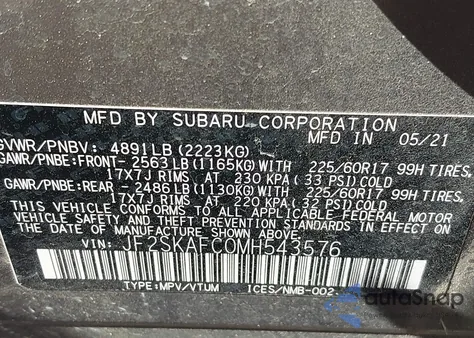 MFD BY SUBARU CORPORATION
MFD IN 05/21
GVWR/PNBV: 4891LB (2223KG)
GAWR/PNBE:FRONT- 2563LB(1165KG)WITH 225/60R17 99H TIRES,
17X7J RIMS AT 230 KPA(33 PSI)COLD
GAWR/PNBE:REAR - 2486LB(1130KG)WITH 225/60R17 99H TIRES,
17X7J RIMS AT 220 KPA(32 PSI)COLD
THIS VEHICLE CONFORMS TO ALL APPLICABLE FEDERAL MOTOR
VEHICLE SAFETY AND THEFT PREVENTION STANDARDS IN EFFECT ON
THE DATE OF MANUFACTURE SHOWN ABOVE.
VIN: JF2SKAFC0MH543576
TYPE:MPV/VTUM ICES/NMB-002
autoSnap